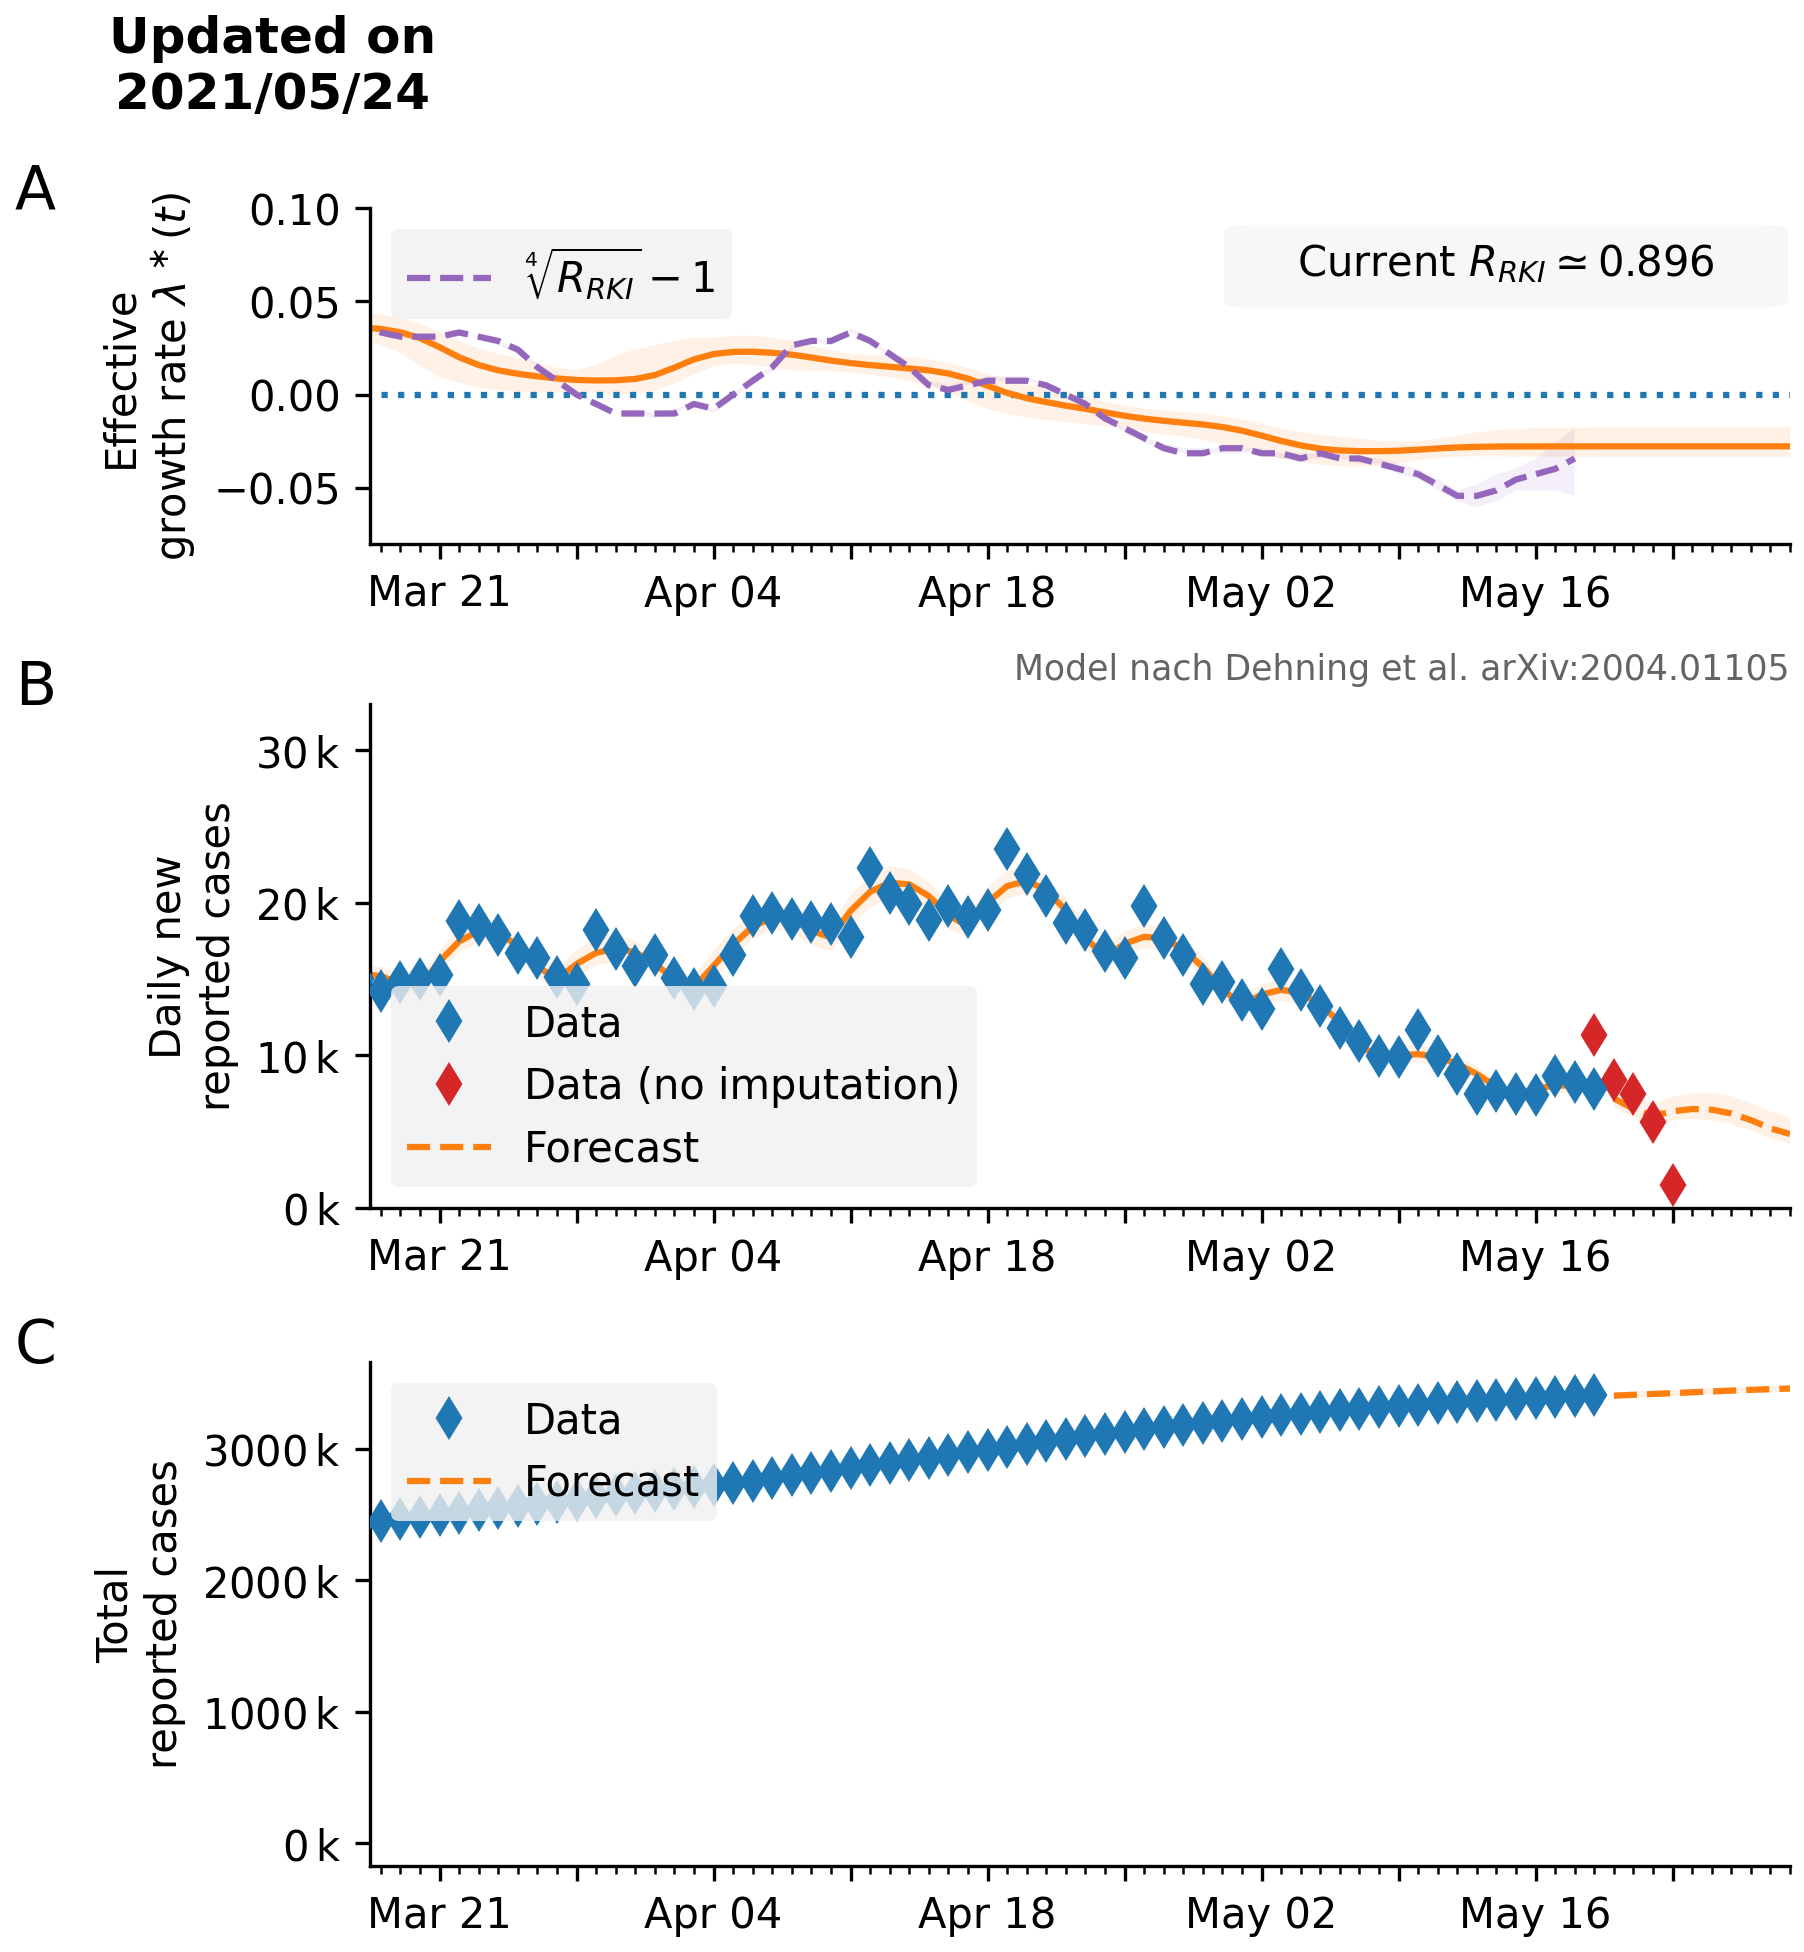 Updated on
2021/05/24
A
Effective
growth rate λ * (t)
0.10
0.05
0.00
−0.05
∜R_RKI − 1
Current R_RKI ≃ 0.896
Mar 21
Apr 04
Apr 18
May 02
May 16
B
Model nach Dehning et al. arXiv:2004.01105
Daily new
reported cases
30 k
20 k
10 k
0 k
Data
Data (no imputation)
Forecast
Mar 21
Apr 04
Apr 18
May 02
May 16
C
Total
reported cases
3000 k
2000 k
1000 k
0 k
Data
Forecast
Mar 21
Apr 04
Apr 18
May 02
May 16